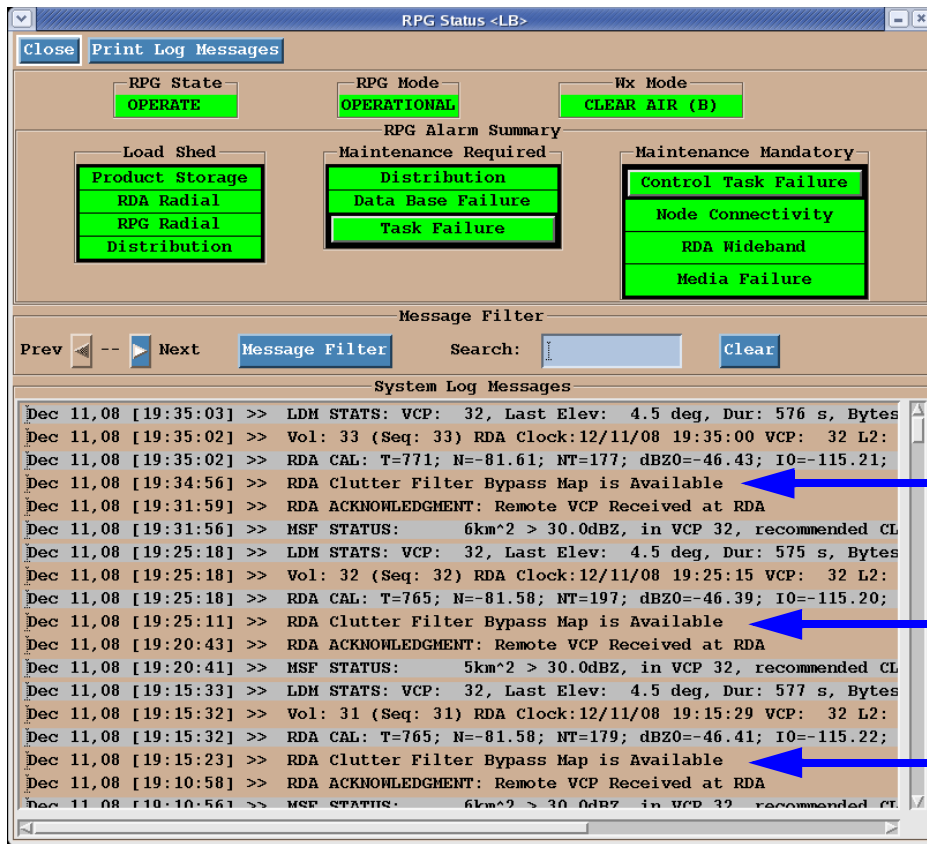 RPG Status <LB>
Close Print Log Messages
RPG State RPG Mode Wx Mode
OPERATE OPERATIONAL CLEAR AIR (B)
RPG Alarm Summary
Load Shed Maintenance Required Maintenance Mandatory
Product Storage Distribution Control Task Failure
RDA Radial Data Base Failure Node Connectivity
RPG Radial Task Failure RDA Wideband
Distribution Media Failure
Message Filter
Prev -- Next Message Filter Search: Clear
System Log Messages
Dec 11,08 [19:35:03] >> LDM STATS: VCP: 32, Last Elev: 4.5 deg, Dur: 576 s, Bytes
Dec 11,08 [19:35:02] >> Vol: 33 (Seq: 33) RDA Clock:12/11/08 19:35:00 VCP: 32 L2:
Dec 11,08 [19:35:02] >> RDA CAL: T=771; N=-81.61; NT=177; dBZ0=-46.43; I0=-115.21;
Dec 11,08 [19:34:56] >> RDA Clutter Filter Bypass Map is Available
Dec 11,08 [19:31:59] >> RDA ACKNOWLEDGMENT: Remote VCP Received at RDA
Dec 11,08 [19:31:56] >> MSF STATUS: 6km^2 > 30.0dBZ, in VCP 32, recommended CL
Dec 11,08 [19:25:18] >> LDM STATS: VCP: 32, Last Elev: 4.5 deg, Dur: 575 s, Bytes
Dec 11,08 [19:25:18] >> Vol: 32 (Seq: 32) RDA Clock:12/11/08 19:25:15 VCP: 32 L2:
Dec 11,08 [19:25:18] >> RDA CAL: T=765; N=-81.58; NT=197; dBZ0=-46.39; I0=-115.20;
Dec 11,08 [19:25:11] >> RDA Clutter Filter Bypass Map is Available
Dec 11,08 [19:20:43] >> RDA ACKNOWLEDGMENT: Remote VCP Received at RDA
Dec 11,08 [19:20:41] >> MSF STATUS: 5km^2 > 30.0dBZ, in VCP 32, recommended CL
Dec 11,08 [19:15:33] >> LDM STATS: VCP: 32, Last Elev: 4.5 deg, Dur: 577 s, Bytes
Dec 11,08 [19:15:32] >> Vol: 31 (Seq: 31) RDA Clock:12/11/08 19:15:29 VCP: 32 L2:
Dec 11,08 [19:15:32] >> RDA CAL: T=765; N=-81.58; NT=179; dBZ0=-46.41; I0=-115.22;
Dec 11,08 [19:15:23] >> RDA Clutter Filter Bypass Map is Available
Dec 11,08 [19:10:58] >> RDA ACKNOWLEDGMENT: Remote VCP Received at RDA
Dec 11,08 [19:10:56] >> MSF STATUS: 6km^2 > 30.0dBZ, in VCP 32, recommended CL